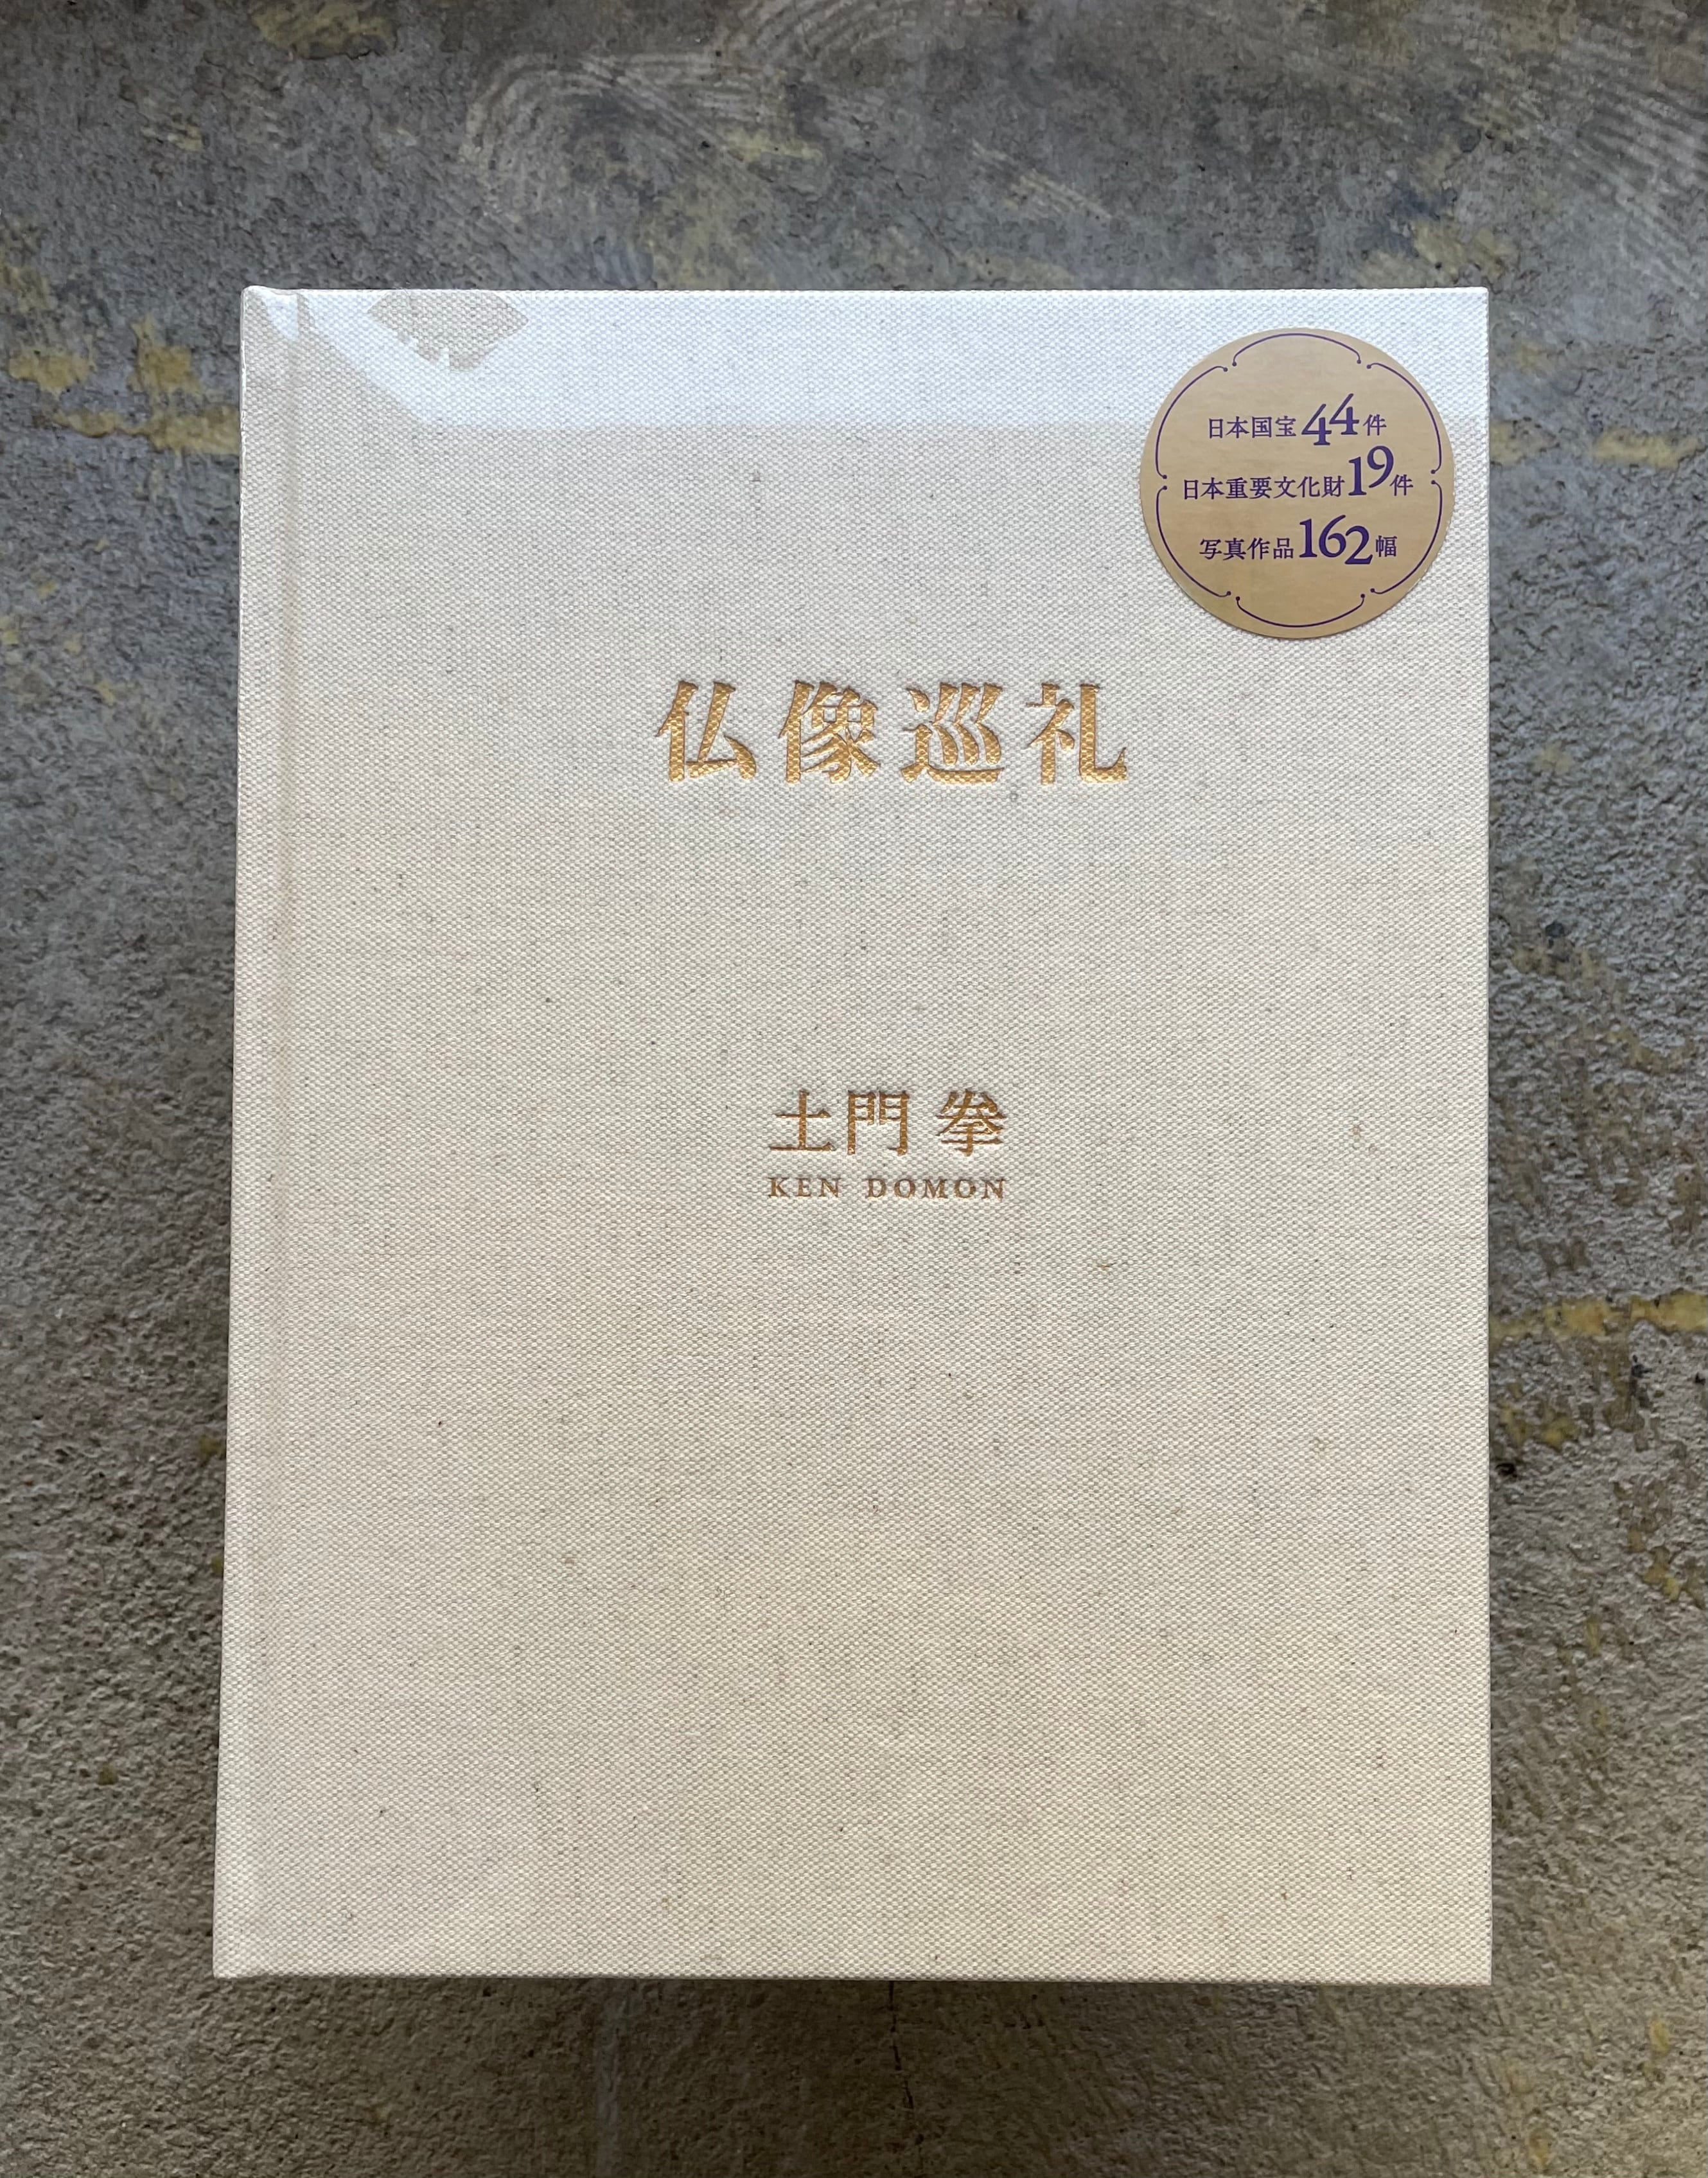 日本国宝44件
日本重要文化財19件
写真作品162幅
仏像巡礼
土門 拳
KEN DOMON